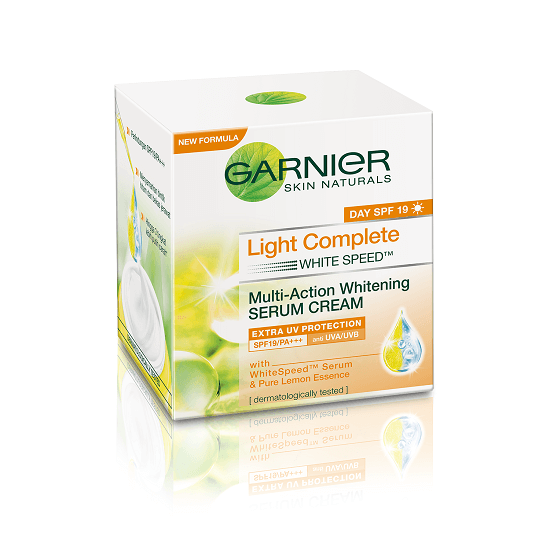 NEW FORMULA
GARNIER
SKIN NATURALS
DAY SPF 19
Light Complete
WHITE SPEED™
Multi-Action Whitening
SERUM CREAM
EXTRA UV PROTECTION
SPF19/PA+++ anti UVA/UVB
with
WhiteSpeed™ Serum
& Pure Lemon Essence
[ dermatologically tested ]